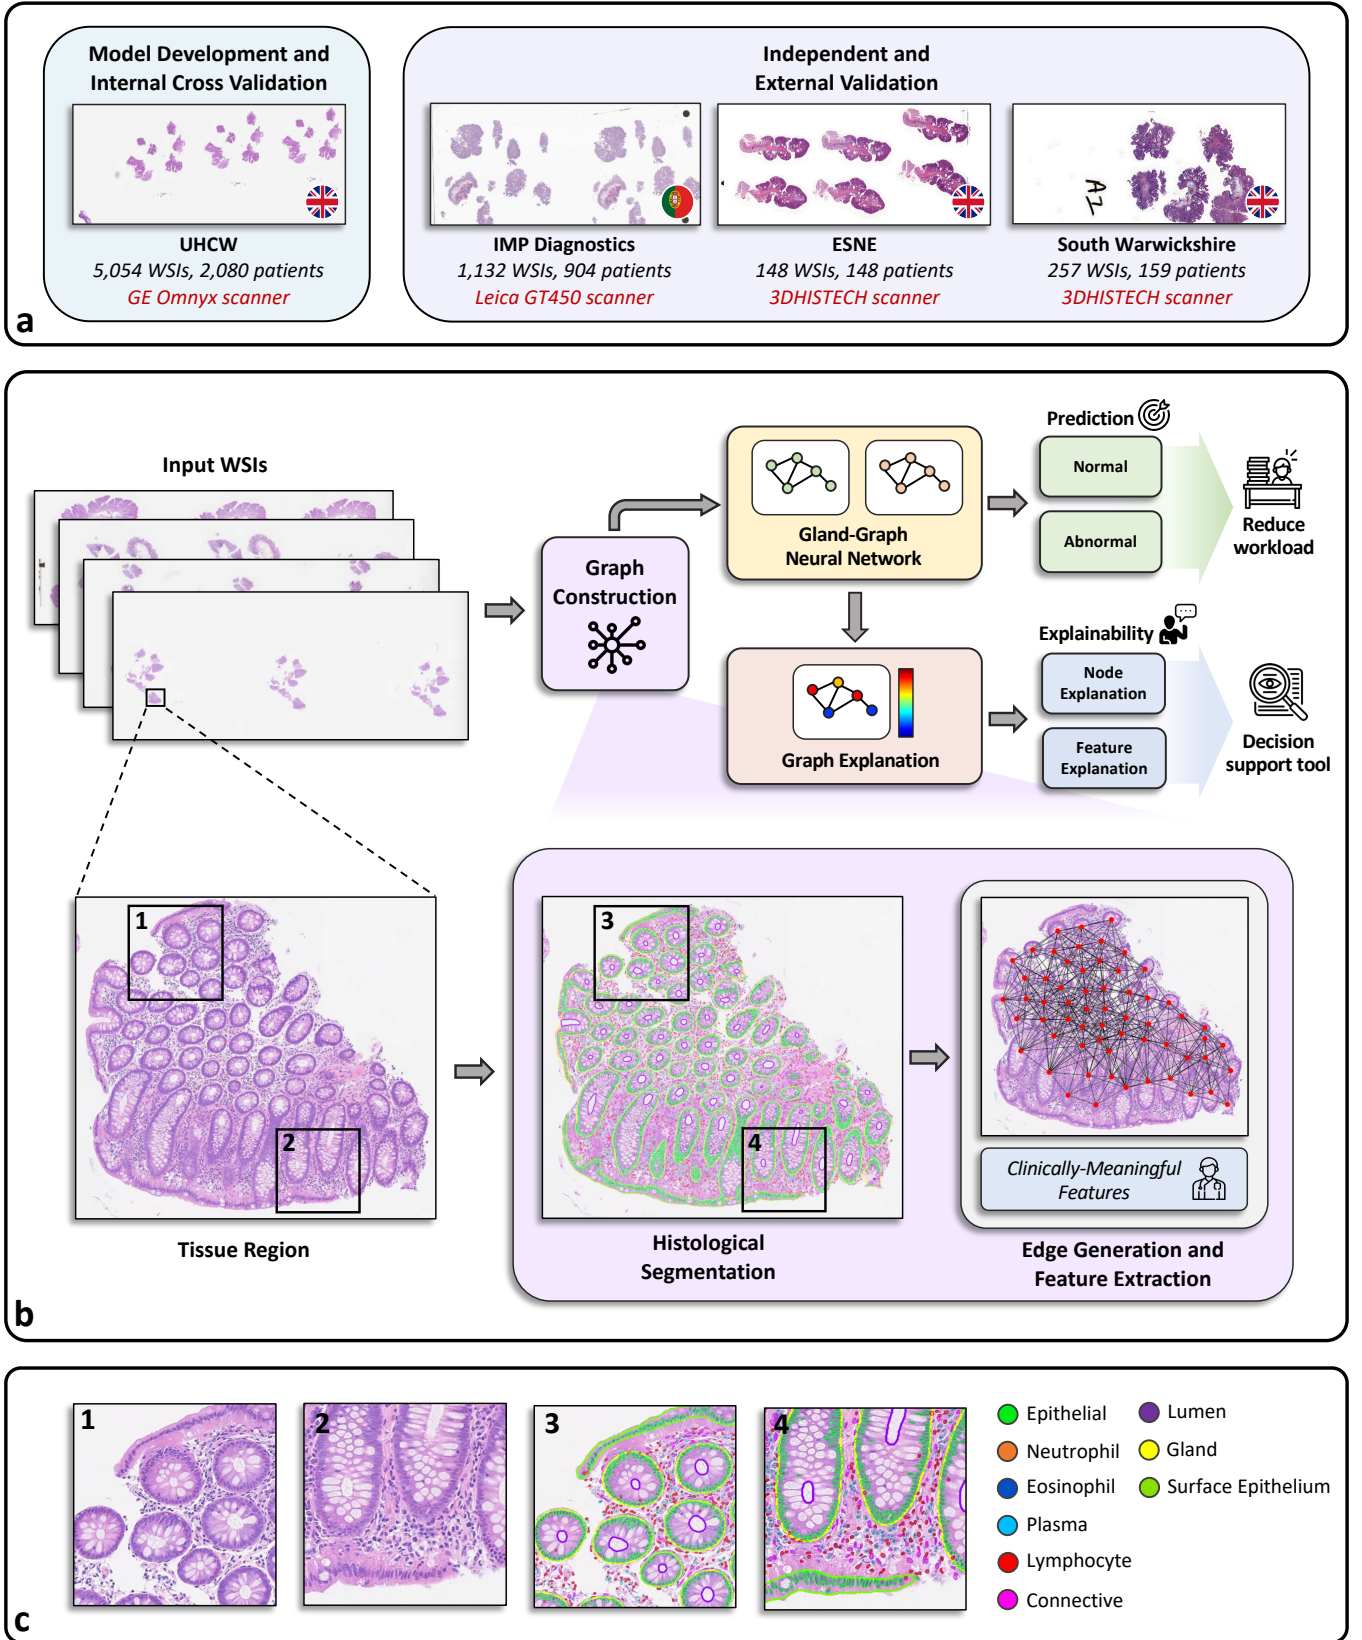 Model Development and
Internal Cross Validation
UHCW
5,054 WSIs, 2,080 patients
GE Omnyx scanner
Independent and
External Validation
IMP Diagnostics
1,132 WSIs, 904 patients
Leica GT450 scanner
ESNE
148 WSIs, 148 patients
3DHISTECH scanner
A2
South Warwickshire
257 WSIs, 159 patients
3DHISTECH scanner
a
Input WSIs
Graph
Construction
Gland-Graph
Neural Network
Graph Explanation
Prediction
Normal
Abnormal
Reduce
workload
Explainability
Node
Explanation
Feature
Explanation
Decision
support tool
1
2
Tissue Region
3
4
Histological
Segmentation
Clinically-Meaningful
Features
Edge Generation and
Feature Extraction
b
1
2
3
4
Epithelial
Neutrophil
Eosinophil
Plasma
Lymphocyte
Connective
Lumen
Gland
Surface Epithelium
c